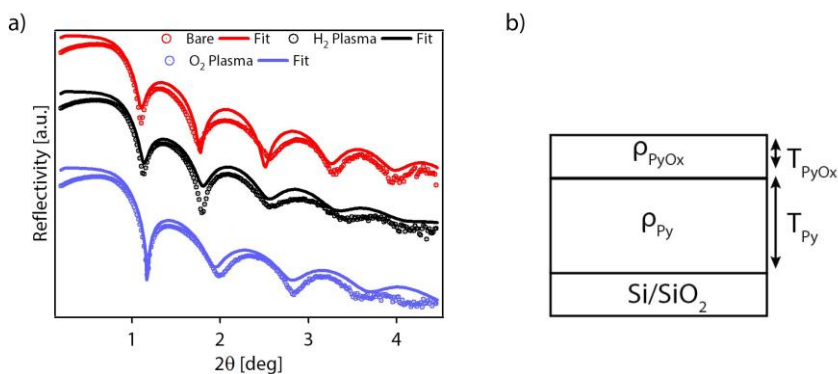 a)
Bare Fit H₂ Plasma Fit
O₂ Plasma Fit
Reflectivity [a.u.]
1 2 3 4
2θ [deg]
b)
ρPyOx TPyOx
ρPy TPy
Si/SiO₂